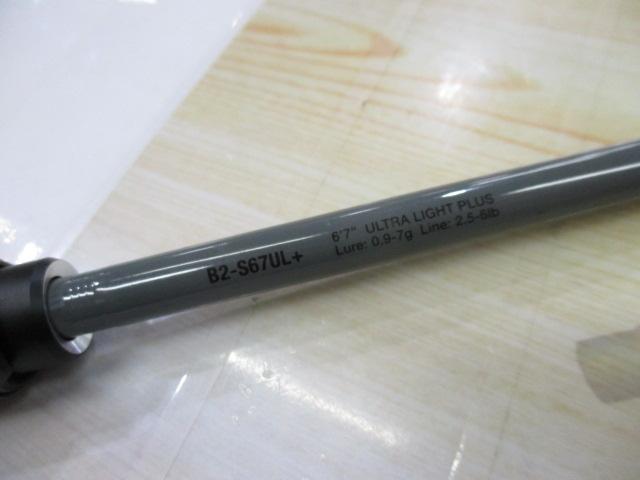 B2-S67UL+
6'7" ULTRA LIGHT PLUS
Lure: 0.9-7g Line: 2.5-6lb